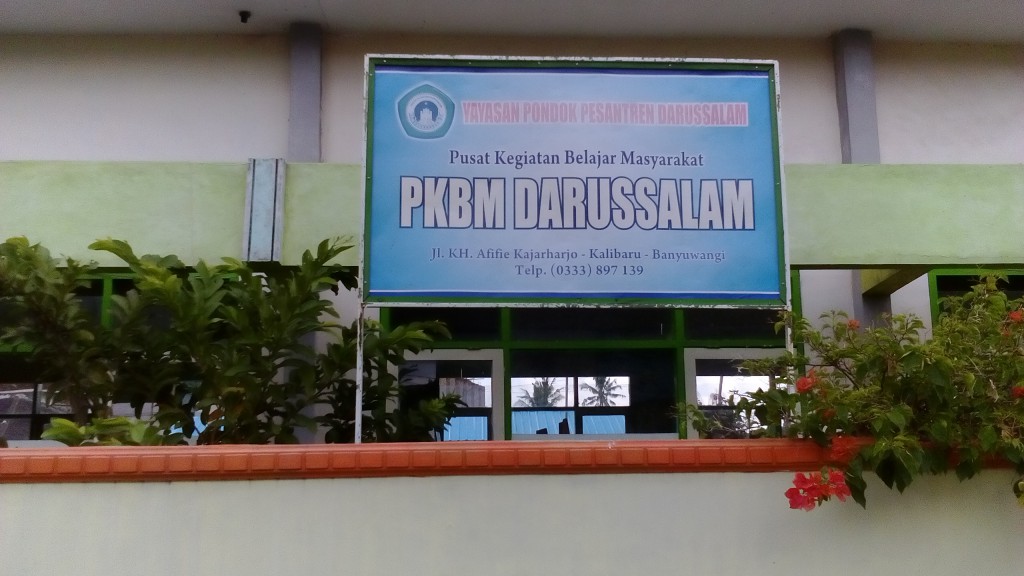 YAYASAN PONDOK PESANTREN DARUSSALAM
Pusat Kegiatan Belajar Masyarakat
PKBM DARUSSALAM
Jl. KH. Afifie Kajarharjo - Kalibaru - Banyuwangi
Telp. (0333) 897 139